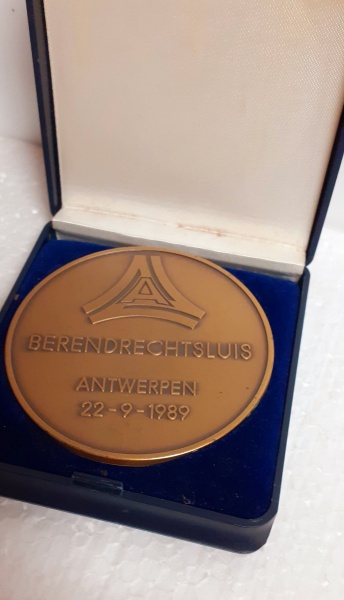 A
BERENDRECHTSLUIS
ANTWERPEN
22-9-1989